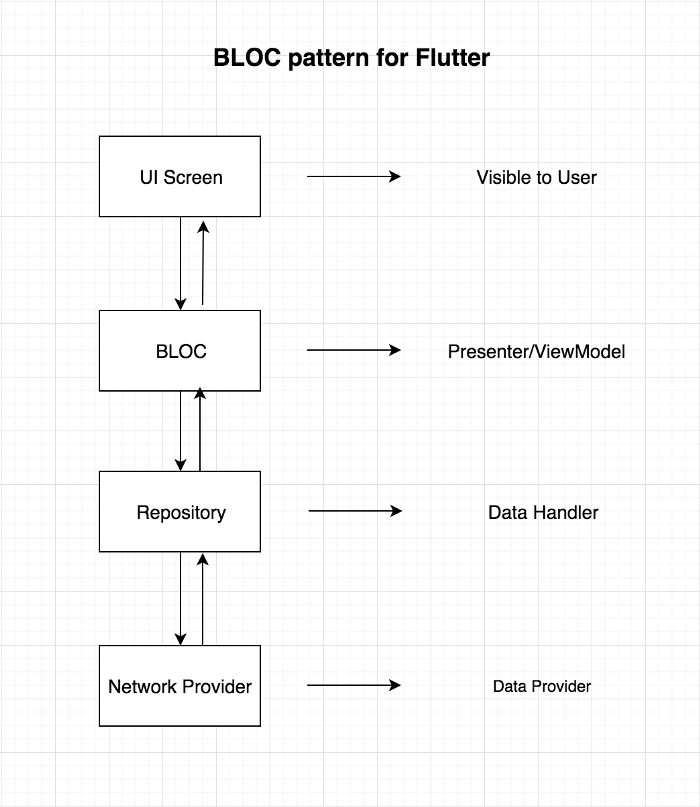 BLOC pattern for Flutter
UI Screen
Visible to User
BLOC
Presenter/ViewModel
Repository
Data Handler
Network Provider
Data Provider